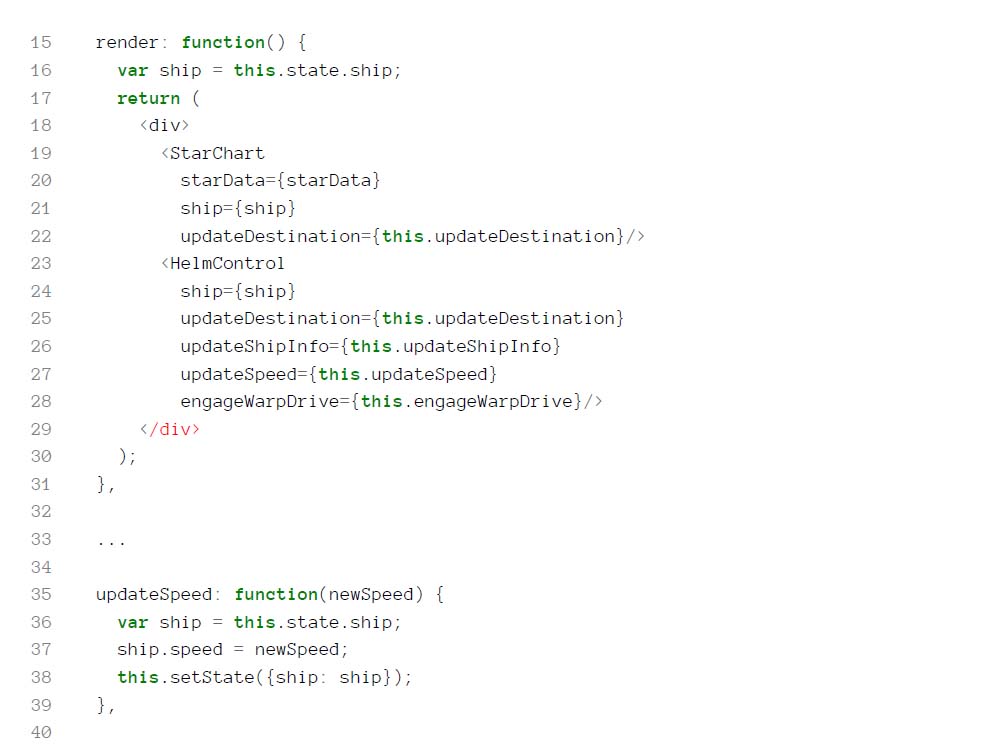 15 render: function() {
16 var ship = this.state.ship;
17 return (
18 <div>
19 <StarChart
20 starData={starData}
21 ship={ship}
22 updateDestination={this.updateDestination}/>
23 <HelmControl
24 ship={ship}
25 updateDestination={this.updateDestination}
26 updateShipInfo={this.updateShipInfo}
27 updateSpeed={this.updateSpeed}
28 engageWarpDrive={this.engageWarpDrive}/>
29 </div>
30 );
31 },
32
33 ...
34
35 updateSpeed: function(newSpeed) {
36 var ship = this.state.ship;
37 ship.speed = newSpeed;
38 this.setState({ship: ship});
39 },
40